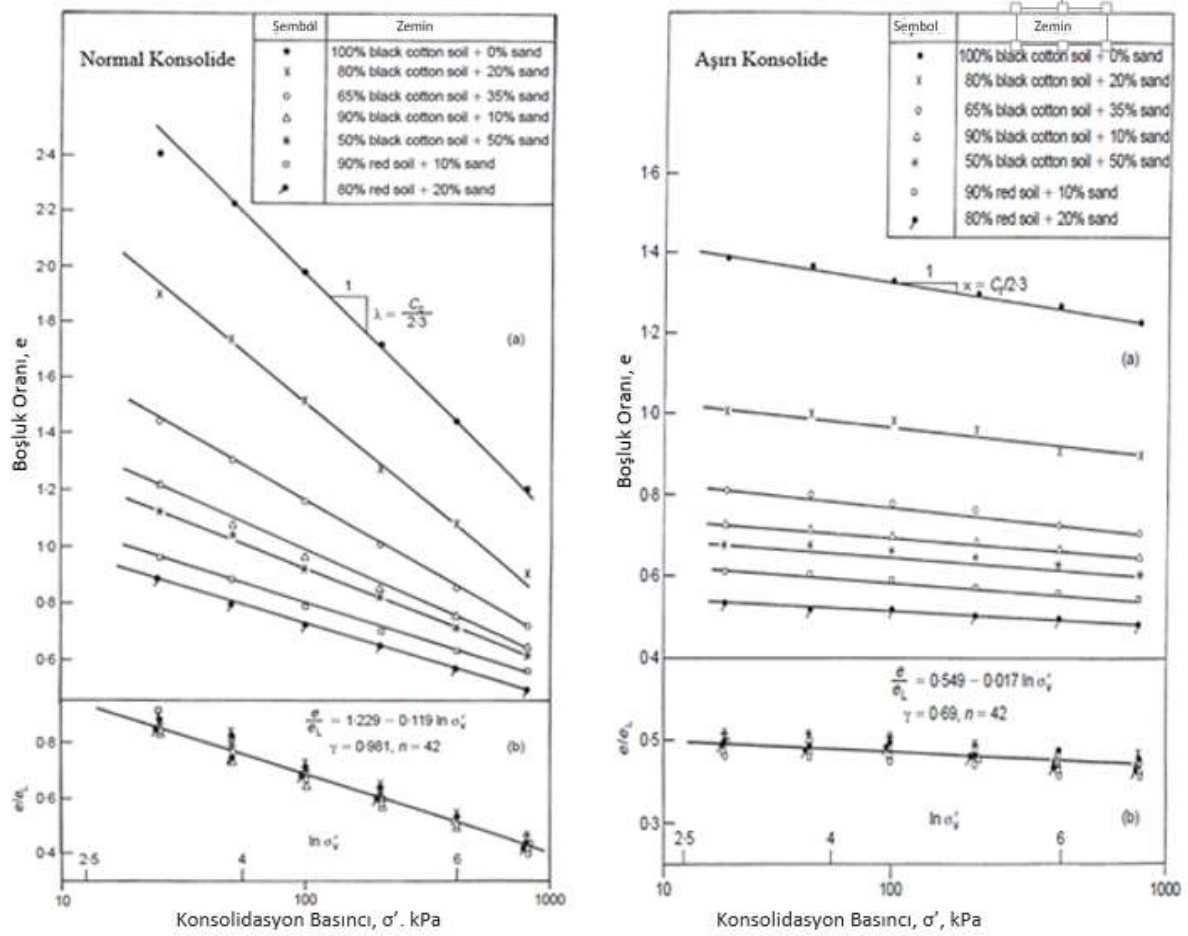 Normal Konsolide
Sembol Zemin
100% black cotton soil + 0% sand
80% black cotton soil + 20% sand
65% black cotton soil + 35% sand
90% black cotton soil + 10% sand
50% black cotton soil + 50% sand
90% red soil + 10% sand
80% red soil + 20% sand
Boşluk Oranı, e
2·4
2·2
2·0
1·8
1·6
1·4
1·2
1·0
0·8
0·6
1
λ = Cc/2·3
(a)
e/eL = 1·229 − 0·119 ln σ'v
γ = 0·981, n = 42
(b)
e/eL
0·8
0·6
0·4
ln σ'v
2·5 4 6
10 100 1000
Konsolidasyon Basıncı, σ’. kPa
Aşırı Konsolide
Sembol Zemin
100% black cotton soil + 0% sand
80% black cotton soil + 20% sand
65% black cotton soil + 35% sand
90% black cotton soil + 10% sand
50% black cotton soil + 50% sand
90% red soil + 10% sand
80% red soil + 20% sand
Boşluk Oranı, e
1·6
1·4
1·2
1·0
0·8
0·6
0·4
1
x = Cr/2·3
(a)
e/eL = 0·549 − 0·017 ln σ'v
γ = 0·69, n = 42
e/eL
0·5
0·3
ln σ'v
(b)
2·5 4 6
10 100 1000
Konsolidasyon Basıncı, σ’, kPa